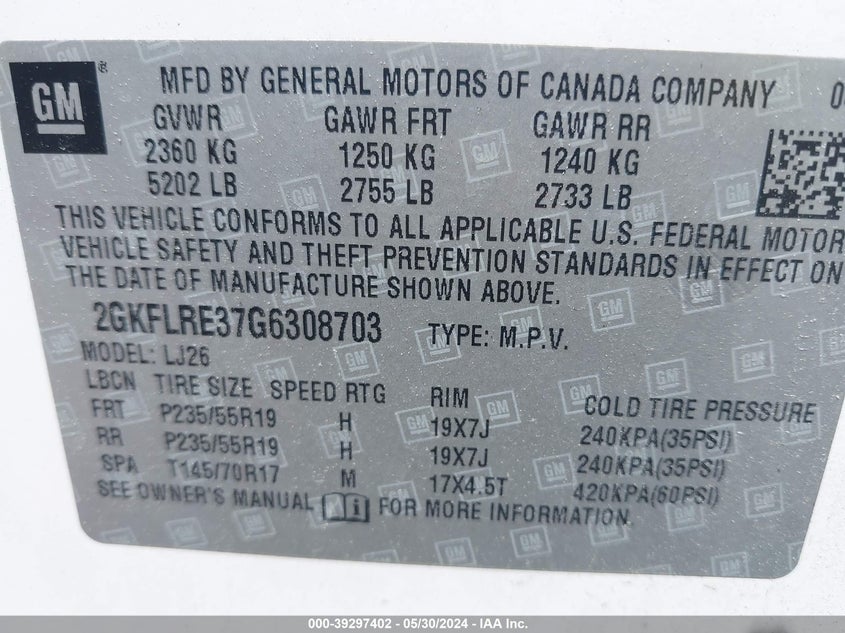 GM ®
MFD BY GENERAL MOTORS OF CANADA COMPANY
GVWR GAWR FRT GAWR RR
2360 KG 1250 KG 1240 KG
5202 LB 2755 LB 2733 LB
THIS VEHICLE CONFORMS TO ALL APPLICABLE U.S. FEDERAL MOTOR
VEHICLE SAFETY AND THEFT PREVENTION STANDARDS IN EFFECT ON
THE DATE OF MANUFACTURE SHOWN ABOVE.
2GKFLRE37G6308703 TYPE: M.P.V.
MODEL: LJ26
LBCN TIRE SIZE SPEED RTG RIM COLD TIRE PRESSURE
FRT P235/55R19 H 19X7J 240KPA(35PSI)
RR P235/55R19 H 19X7J 240KPA(35PSI)
SPA T145/70R17 M 17X4.5T 420KPA(60PSI)
SEE OWNER'S MANUAL i FOR MORE INFORMATION.
000-39297402 - 05/30/2024 - IAA Inc.